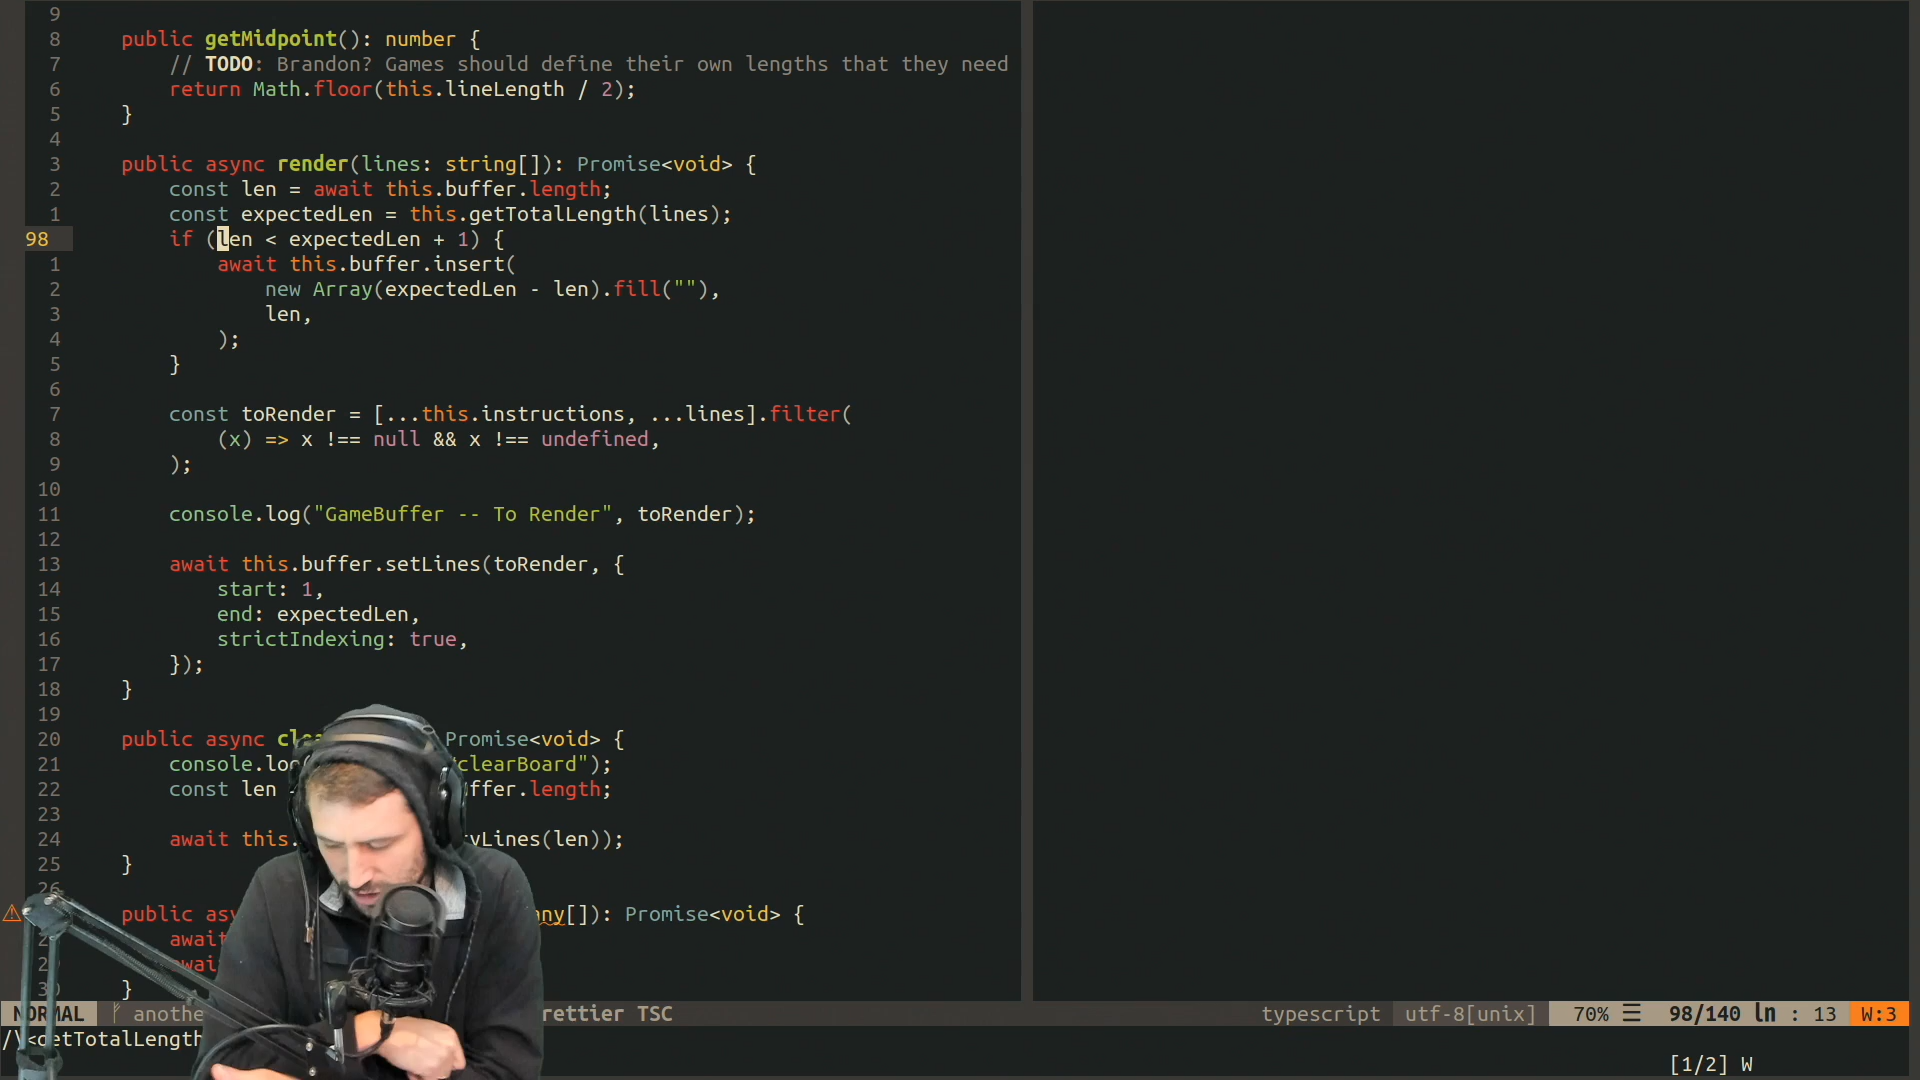 9
8 public getMidpoint(): number {
7 // TODO: Brandon? Games should define their own lengths that they need
6 return Math.floor(this.lineLength / 2);
5 }
4
3 public async render(lines: string[]): Promise<void> {
2 const len = await this.buffer.length;
1 const expectedLen = this.getTotalLength(lines);
98 if (len < expectedLen + 1) {
1 await this.buffer.insert(
2 new Array(expectedLen - len).fill(""),
3 len,
4 );
5 }
6
7 const toRender = [...this.instructions, ...lines].filter(
8 (x) => x !== null && x !== undefined,
9 );
10
11 console.log("GameBuffer -- To Render", toRender);
12
13 await this.buffer.setLines(toRender, {
14 start: 1,
15 end: expectedLen,
16 strictIndexing: true,
17 });
18 }
19
20 public async Promise<void> {
21 console. clearBoard");
22 const len .length;
23
24 await this. (len));
25 }
26
public []): Promise<void> {
await
}
NORMAL TSC typescript utf-8[unix] 70% ☰ 98/140 ln : 13 W:3
/\<getTotalLength
[1/2] W